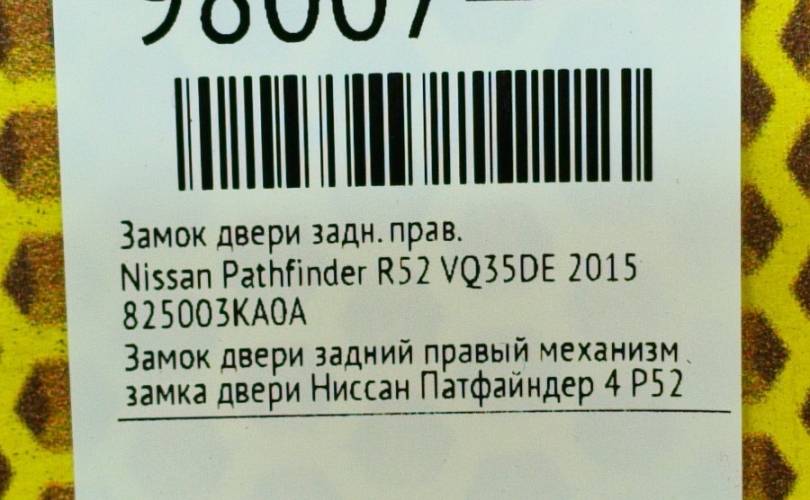 Замок двери задн. прав.
Nissan Pathfinder R52 VQ35DE 2015
825003KA0A
Замок двери задний правый механизм
замка двери Ниссан Патфайндер 4 Р52